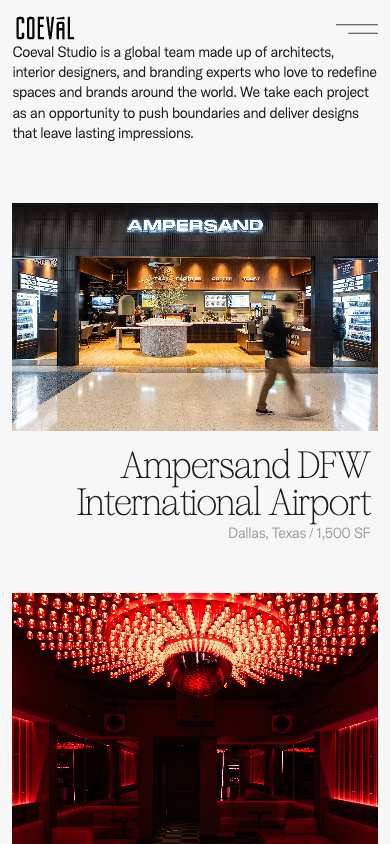 COEVáL
Coeval Studio is a global team made up of architects,
interior designers, and branding experts who love to redefine
spaces and brands around the world. We take each project
as an opportunity to push boundaries and deliver designs
that leave lasting impressions.
AMPERSAND
COFFEE
Ampersand DFW
International Airport
Dallas, Texas / 1,500 SF